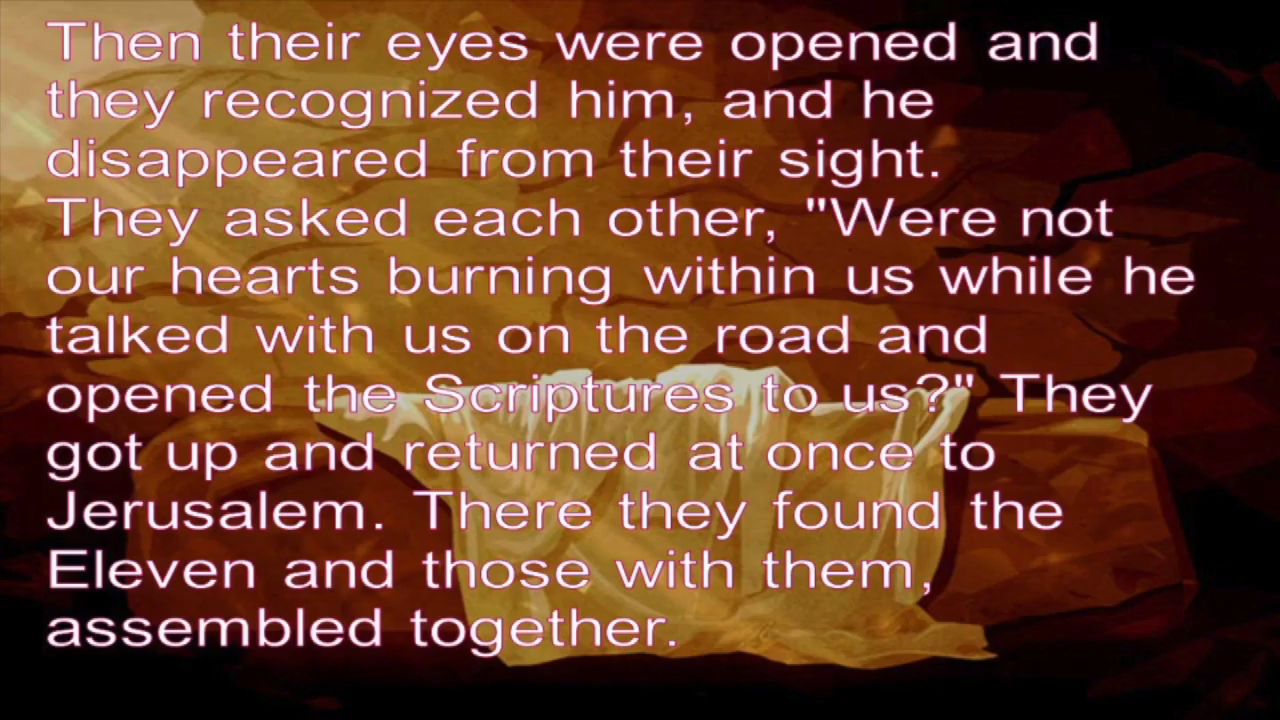 Then their eyes were opened and
they recognized him, and he
disappeared from their sight.
They asked each other, "Were not
our hearts burning within us while he
talked with us on the road and
opened the Scriptures to us?" They
got up and returned at once to
Jerusalem. There they found the
Eleven and those with them,
assembled together.